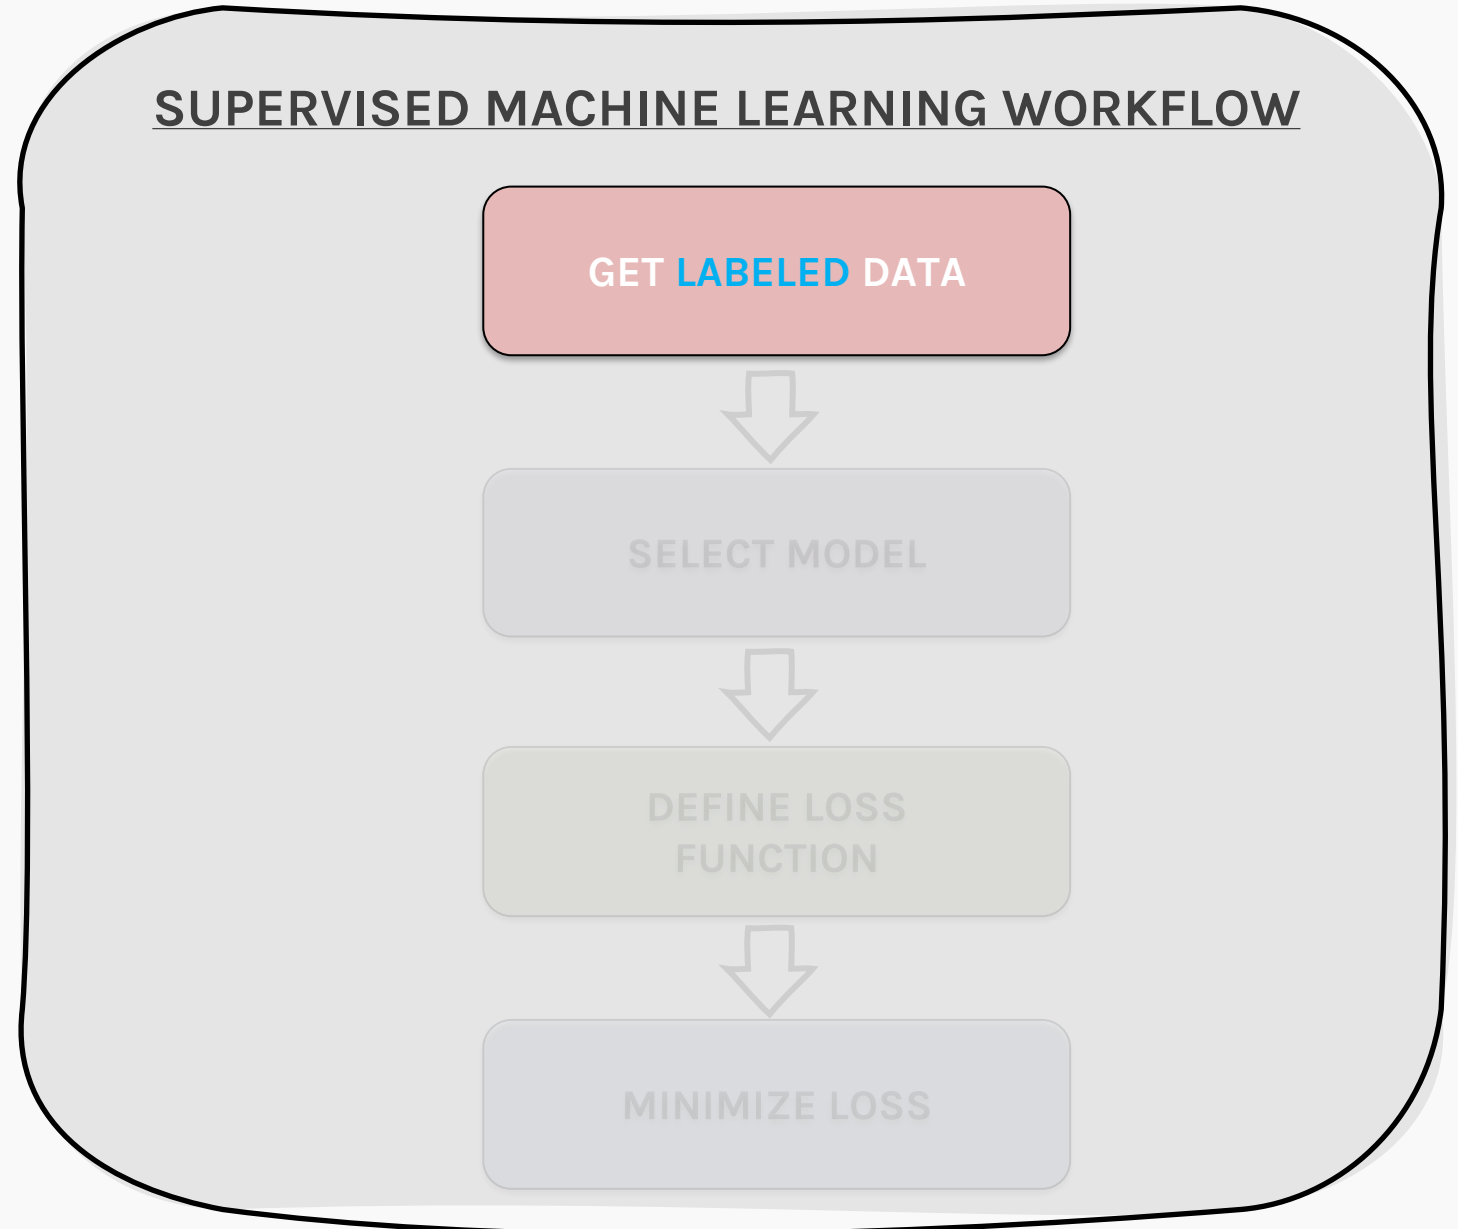 SUPERVISED MACHINE LEARNING WORKFLOW
GET LABELED DATA
SELECT MODEL
DEFINE LOSS
FUNCTION
MINIMIZE LOSS